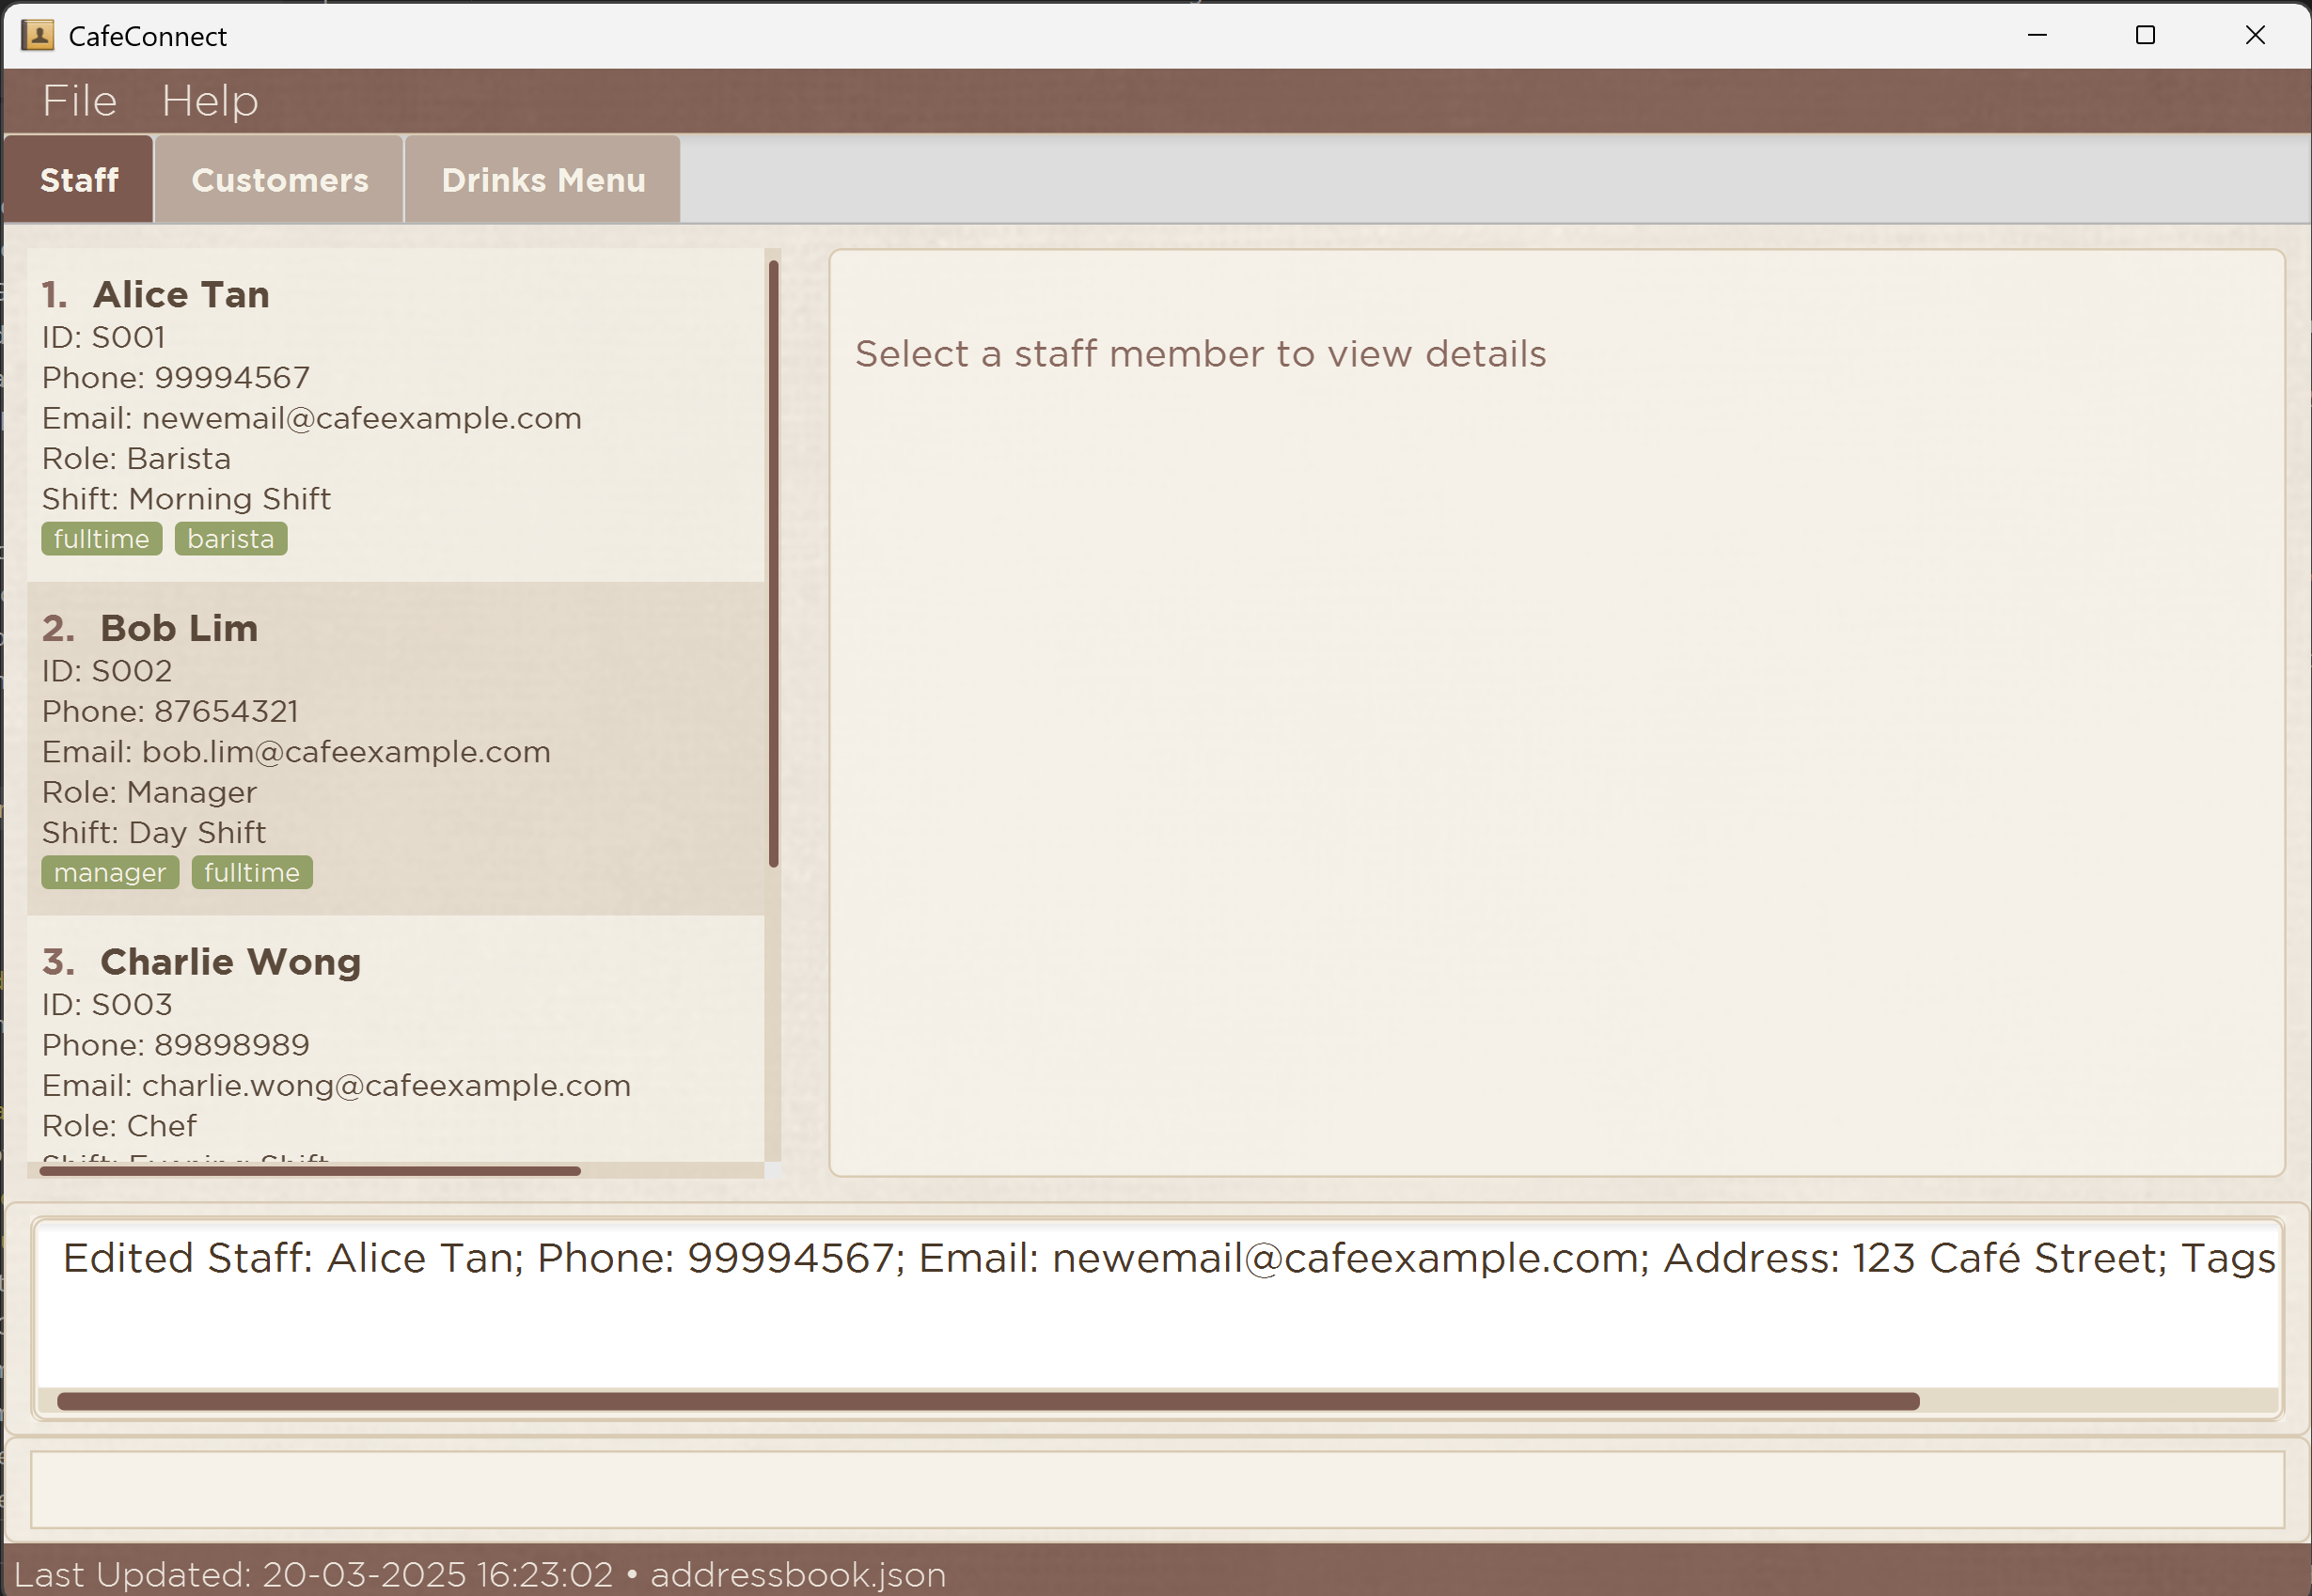 CafeConnect
File Help
Staff Customers Drinks Menu
1. Alice Tan
ID: S001
Phone: 99994567
Email: newemail@cafeexample.com
Role: Barista
Shift: Morning Shift
fulltime barista
2. Bob Lim
ID: S002
Phone: 87654321
Email: bob.lim@cafeexample.com
Role: Manager
Shift: Day Shift
manager fulltime
3. Charlie Wong
ID: S003
Phone: 89898989
Email: charlie.wong@cafeexample.com
Role: Chef
Shift: Evening Shift
Select a staff member to view details
Edited Staff: Alice Tan; Phone: 99994567; Email: newemail@cafeexample.com; Address: 123 Café Street; Tags
Last Updated: 20-03-2025 16:23:02 • addressbook.json